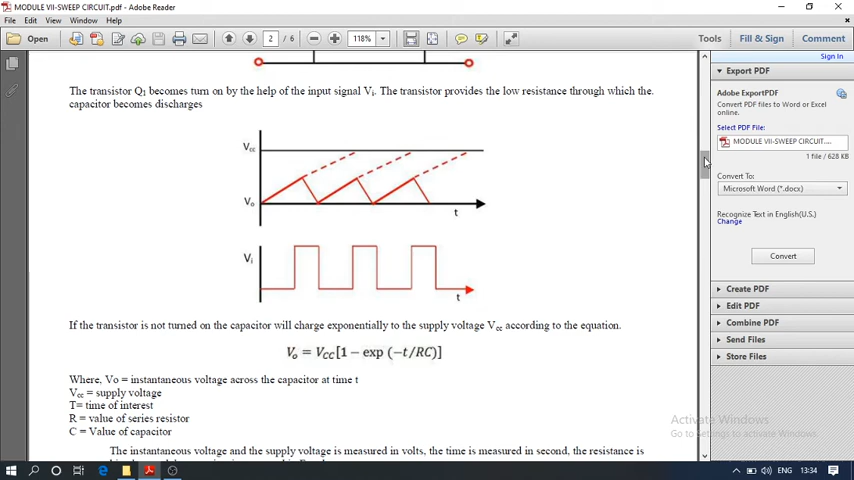 MODULE VII-SWEEP CIRCUIT.pdf - Adobe Reader
File Edit View Window Help
Open 2 / 6 118% Tools Fill & Sign Comment
Sign In
Export PDF
Adobe ExportPDF
Convert PDF files to Word or Excel
online.
Select PDF File:
MODULE VII-SWEEP CIRCUIT....
1 file / 628 KB
Convert To:
Microsoft Word (*.docx)
Recognize Text in English(U.S.)
Change
Convert
Create PDF
Edit PDF
Combine PDF
Send Files
Store Files
The transistor Q1 becomes turn on by the help of the input signal Vi. The transistor provides the low resistance through which the
capacitor becomes discharges
Vcc
Vo
t
Vi
t
If the transistor is not turned on the capacitor will charge exponentially to the supply voltage Vcc according to the equation.
Vo = VCC[1 − exp (−t/RC)]
Where, Vo = instantaneous voltage across the capacitor at time t
Vcc = supply voltage
T= time of interest
R = value of series resistor
C = Value of capacitor
The instantaneous voltage and the supply voltage is measured in volts, the time is measured in second, the resistance is
Activate Windows
Go to Settings to activate Windows.
ENG 13:34